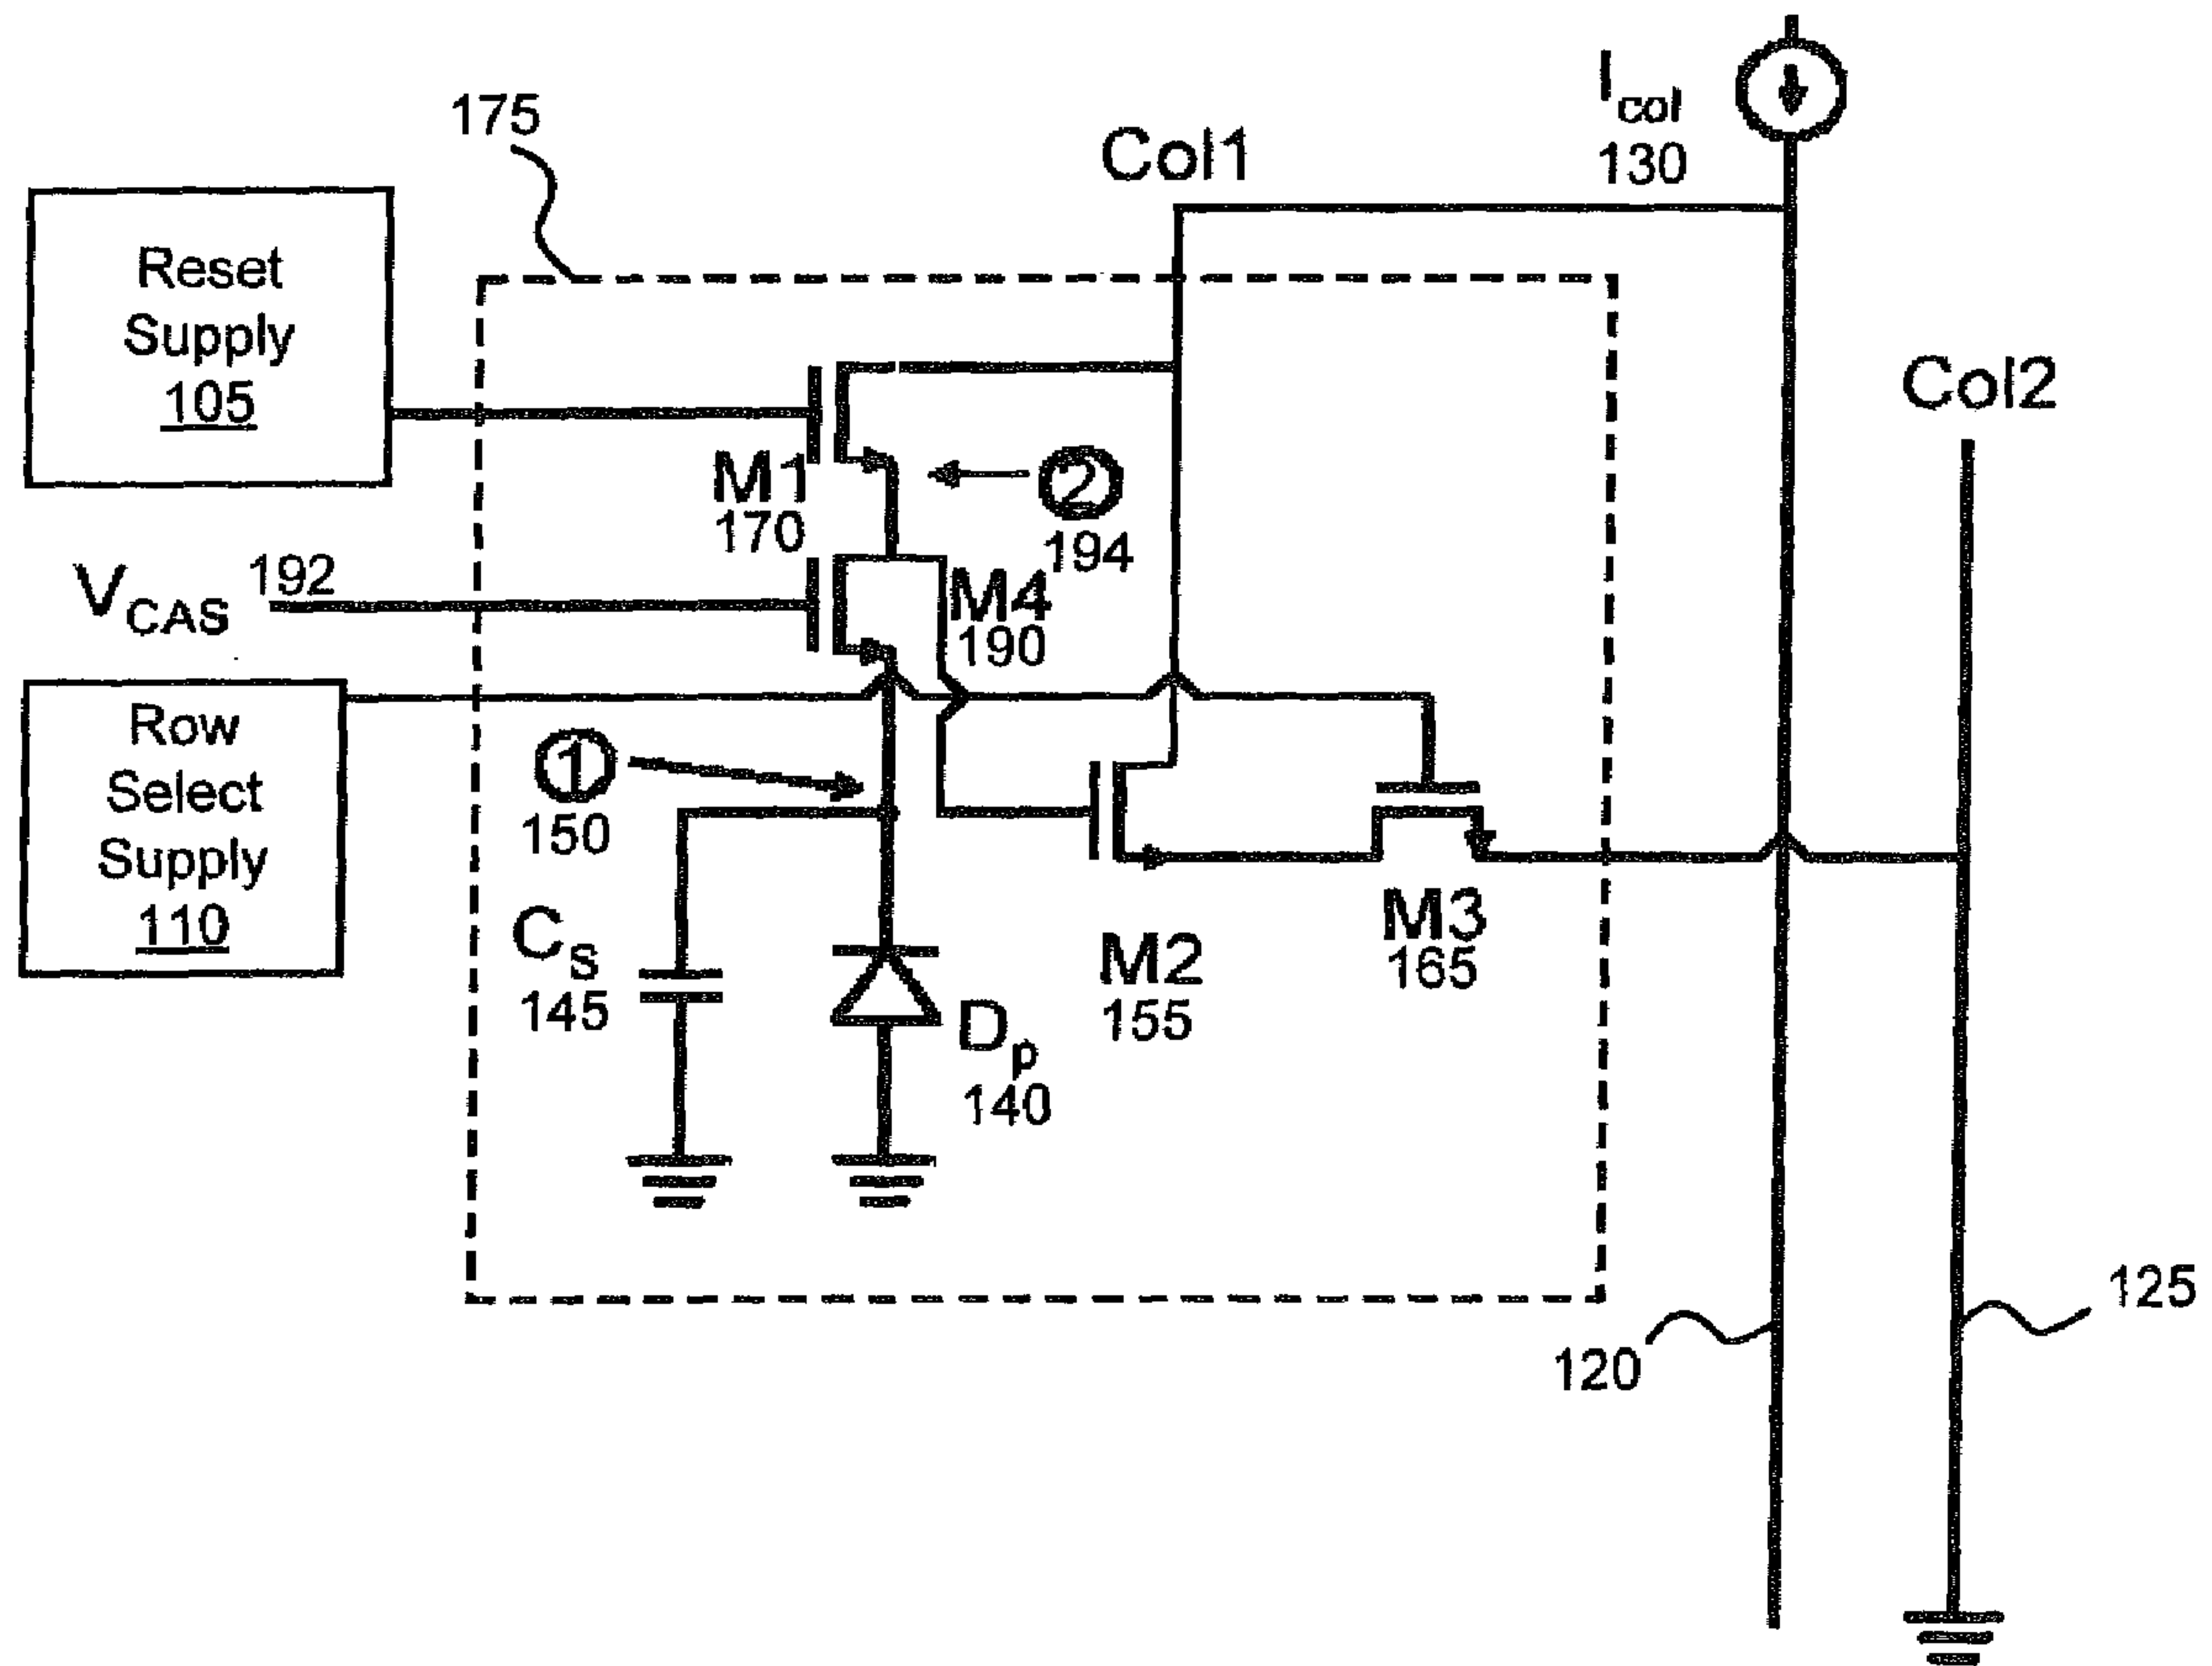 175
Col1
I_col
130
Reset
Supply
105
Col2
M1
170
2
194
V_CAS
192
M4
190
Row
Select
Supply
110
1
150
C_S
145
D_p
140
M2
155
M3
165
120
125